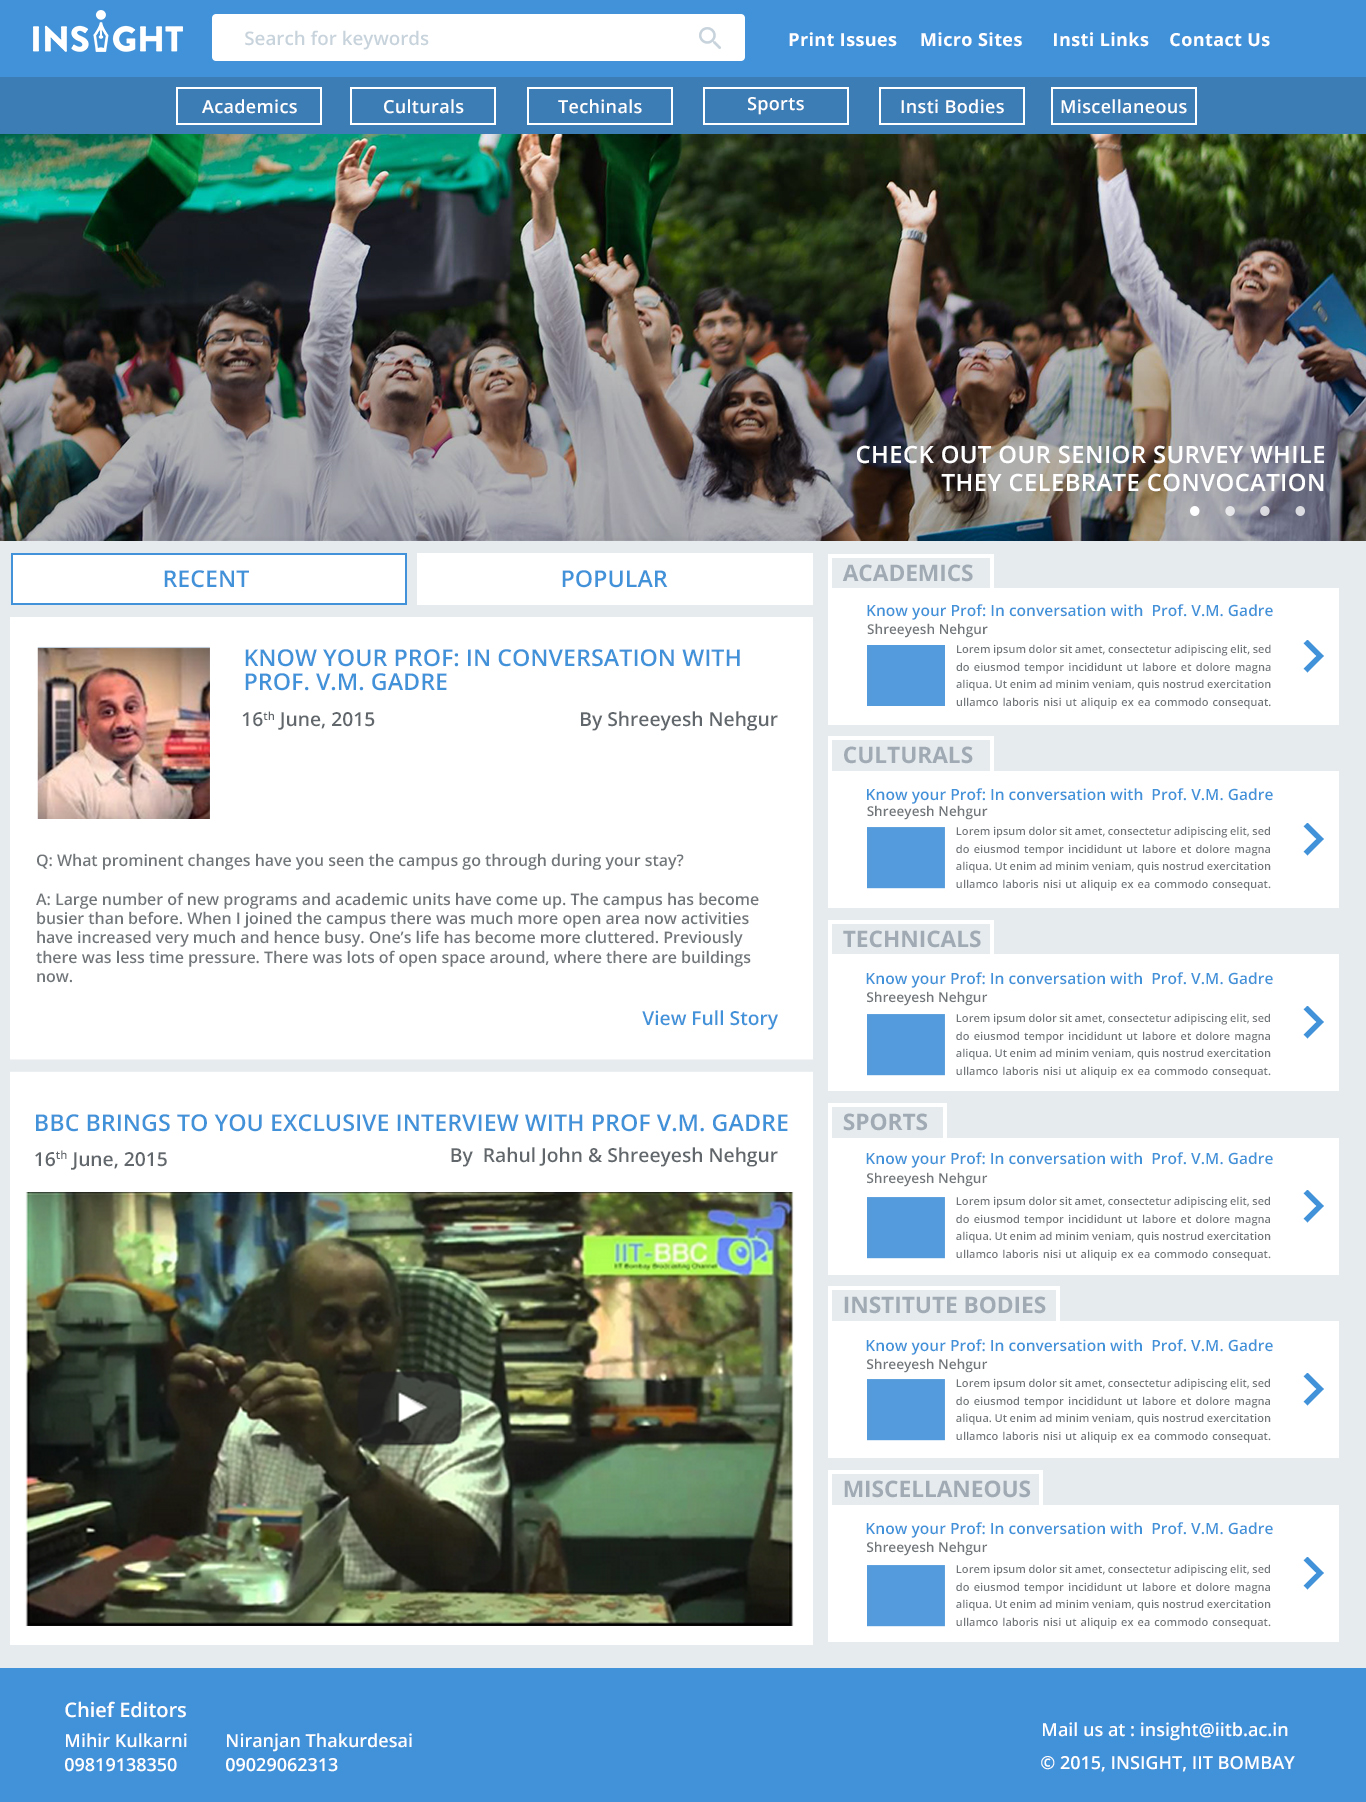 INSIGHT
Search for keywords
Print Issues Micro Sites Insti Links Contact Us
Academics Culturals Techinals Sports Insti Bodies Miscellaneous
CHECK OUT OUR SENIOR SURVEY WHILE
THEY CELEBRATE CONVOCATION
RECENT POPULAR
KNOW YOUR PROF: IN CONVERSATION WITH
PROF. V.M. GADRE
16th June, 2015 By Shreeyesh Nehgur
Q: What prominent changes have you seen the campus go through during your stay?
A: Large number of new programs and academic units have come up. The campus has become
busier than before. When I joined the campus there was much more open area now activities
have increased very much and hence busy. One's life has become more cluttered. Previously
there was less time pressure. There was lots of open space around, where there are buildings
now.
View Full Story
BBC BRINGS TO YOU EXCLUSIVE INTERVIEW WITH PROF V.M. GADRE
16th June, 2015 By Rahul John & Shreeyesh Nehgur
IIT-BBC
IIT Bombay Broadcasting Channel
ACADEMICS
Know your Prof: In conversation with Prof. V.M. Gadre
Shreeyesh Nehgur
Lorem ipsum dolor sit amet, consectetur adipiscing elit, sed
do eiusmod tempor incididunt ut labore et dolore magna
aliqua. Ut enim ad minim veniam, quis nostrud exercitation
ullamco laboris nisi ut aliquip ex ea commodo consequat.
CULTURALS
Know your Prof: In conversation with Prof. V.M. Gadre
Shreeyesh Nehgur
Lorem ipsum dolor sit amet, consectetur adipiscing elit, sed
do eiusmod tempor incididunt ut labore et dolore magna
aliqua. Ut enim ad minim veniam, quis nostrud exercitation
ullamco laboris nisi ut aliquip ex ea commodo consequat.
TECHNICALS
Know your Prof: In conversation with Prof. V.M. Gadre
Shreeyesh Nehgur
Lorem ipsum dolor sit amet, consectetur adipiscing elit, sed
do eiusmod tempor incididunt ut labore et dolore magna
aliqua. Ut enim ad minim veniam, quis nostrud exercitation
ullamco laboris nisi ut aliquip ex ea commodo consequat.
SPORTS
Know your Prof: In conversation with Prof. V.M. Gadre
Shreeyesh Nehgur
Lorem ipsum dolor sit amet, consectetur adipiscing elit, sed
do eiusmod tempor incididunt ut labore et dolore magna
aliqua. Ut enim ad minim veniam, quis nostrud exercitation
ullamco laboris nisi ut aliquip ex ea commodo consequat.
INSTITUTE BODIES
Know your Prof: In conversation with Prof. V.M. Gadre
Shreeyesh Nehgur
Lorem ipsum dolor sit amet, consectetur adipiscing elit, sed
do eiusmod tempor incididunt ut labore et dolore magna
aliqua. Ut enim ad minim veniam, quis nostrud exercitation
ullamco laboris nisi ut aliquip ex ea commodo consequat.
MISCELLANEOUS
Know your Prof: In conversation with Prof. V.M. Gadre
Shreeyesh Nehgur
Lorem ipsum dolor sit amet, consectetur adipiscing elit, sed
do eiusmod tempor incididunt ut labore et dolore magna
aliqua. Ut enim ad minim veniam, quis nostrud exercitation
ullamco laboris nisi ut aliquip ex ea commodo consequat.
Chief Editors
Mihir Kulkarni Niranjan Thakurdesai
09819138350 09029062313
Mail us at : insight@iitb.ac.in
© 2015, INSIGHT, IIT BOMBAY